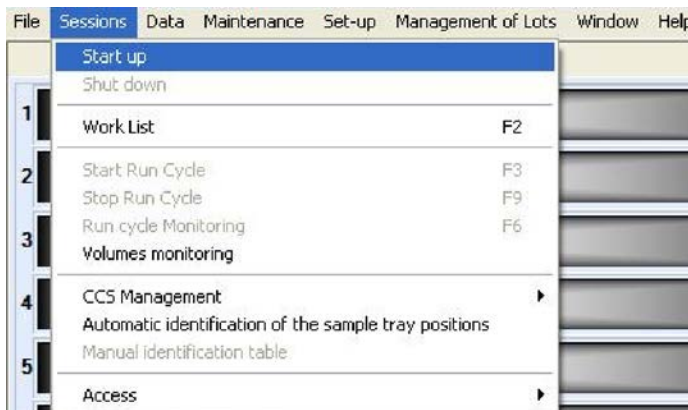 File Sessions Data Maintenance Set-up Management of Lots Window Help
Start up
Shut down
1
Work List F2
2
Start Run Cycle F3
Stop Run Cycle F9
Run cycle Monitoring F6
3
Volumes monitoring
4
CCS Management
Automatic identification of the sample tray positions
Manual identification table
5
Access